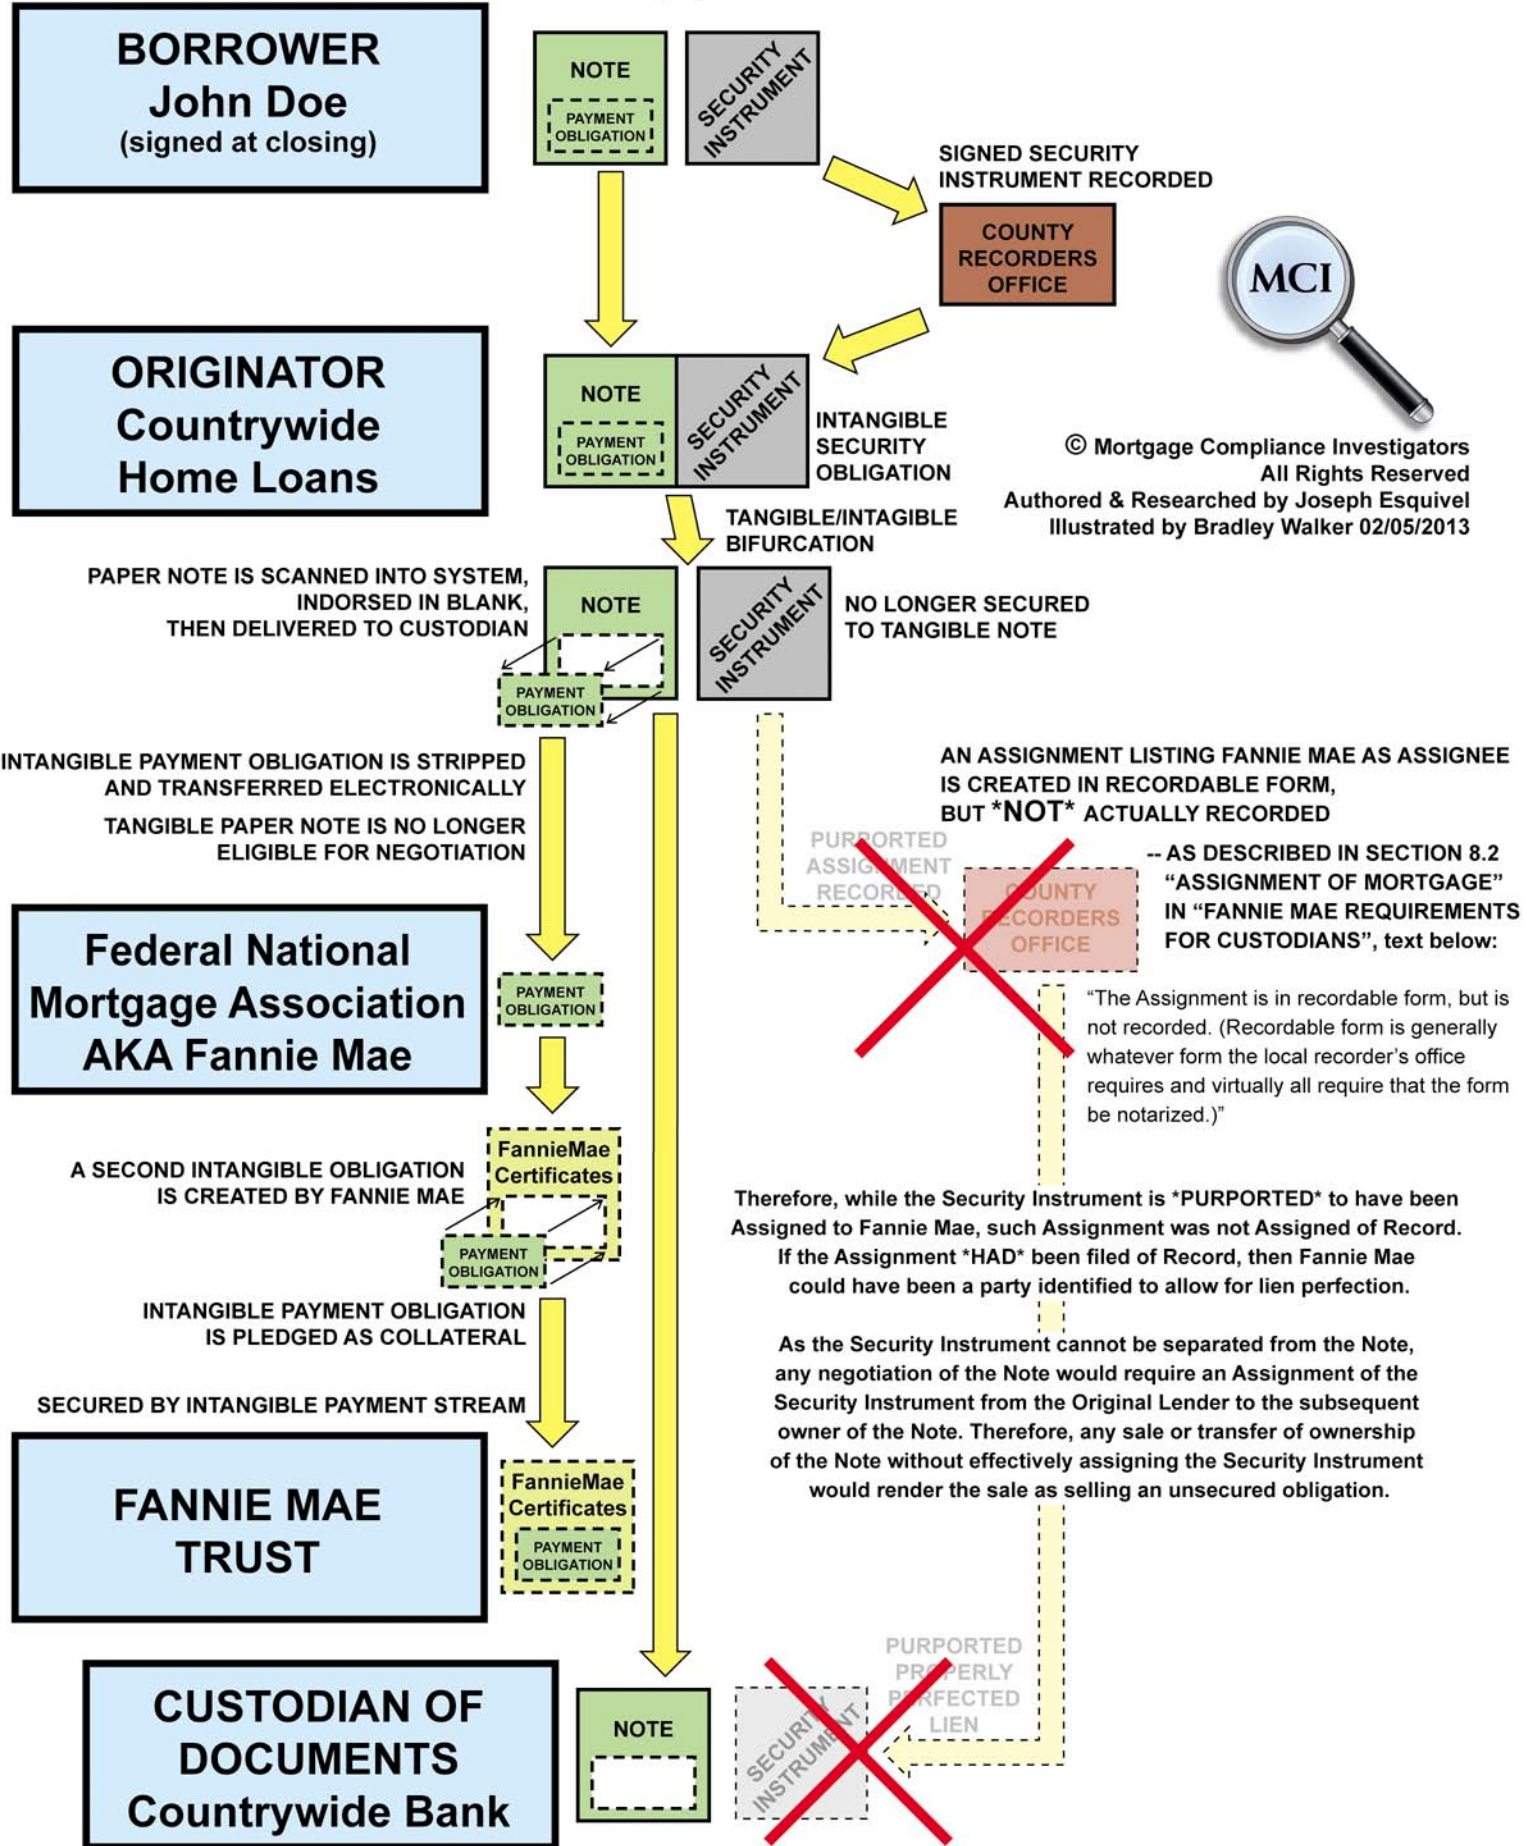 BORROWER
John Doe
(signed at closing)
NOTE
PAYMENT
OBLIGATION
SECURITY
INSTRUMENT
SIGNED SECURITY
INSTRUMENT RECORDED
COUNTY
RECORDERS
OFFICE
MCI
© Mortgage Compliance Investigators
All Rights Reserved
Authored & Researched by Joseph Esquivel
Illustrated by Bradley Walker 02/05/2013
ORIGINATOR
Countrywide
Home Loans
NOTE
PAYMENT
OBLIGATION
SECURITY
INSTRUMENT
INTANGIBLE
SECURITY
OBLIGATION
TANGIBLE/INTAGIBLE
BIFURCATION
PAPER NOTE IS SCANNED INTO SYSTEM,
INDORSED IN BLANK,
THEN DELIVERED TO CUSTODIAN
NOTE
PAYMENT
OBLIGATION
SECURITY
INSTRUMENT
NO LONGER SECURED
TO TANGIBLE NOTE
INTANGIBLE PAYMENT OBLIGATION IS STRIPPED
AND TRANSFERRED ELECTRONICALLY
TANGIBLE PAPER NOTE IS NO LONGER
ELIGIBLE FOR NEGOTIATION
AN ASSIGNMENT LISTING FANNIE MAE AS ASSIGNEE
IS CREATED IN RECORDABLE FORM,
BUT *NOT* ACTUALLY RECORDED
PURPORTED
ASSIGNMENT
RECORDED
COUNTY
RECORDERS
OFFICE
-- AS DESCRIBED IN SECTION 8.2
“ASSIGNMENT OF MORTGAGE”
IN “FANNIE MAE REQUIREMENTS
FOR CUSTODIANS”, text below:
“The Assignment is in recordable form, but is
not recorded. (Recordable form is generally
whatever form the local recorder’s office
requires and virtually all require that the form
be notarized.)”
Federal National
Mortgage Association
AKA Fannie Mae
PAYMENT
OBLIGATION
A SECOND INTANGIBLE OBLIGATION
IS CREATED BY FANNIE MAE
FannieMae
Certificates
PAYMENT
OBLIGATION
Therefore, while the Security Instrument is *PURPORTED* to have been
Assigned to Fannie Mae, such Assignment was not Assigned of Record.
If the Assignment *HAD* been filed of Record, then Fannie Mae
could have been a party identified to allow for lien perfection.
INTANGIBLE PAYMENT OBLIGATION
IS PLEDGED AS COLLATERAL
SECURED BY INTANGIBLE PAYMENT STREAM
As the Security Instrument cannot be separated from the Note,
any negotiation of the Note would require an Assignment of the
Security Instrument from the Original Lender to the subsequent
owner of the Note. Therefore, any sale or transfer of ownership
of the Note without effectively assigning the Security Instrument
would render the sale as selling an unsecured obligation.
FANNIE MAE
TRUST
FannieMae
Certificates
PAYMENT
OBLIGATION
CUSTODIAN OF
DOCUMENTS
Countrywide Bank
NOTE
SECURITY
INSTRUMENT
PURPORTED
PROPERLY
PERFECTED
LIEN